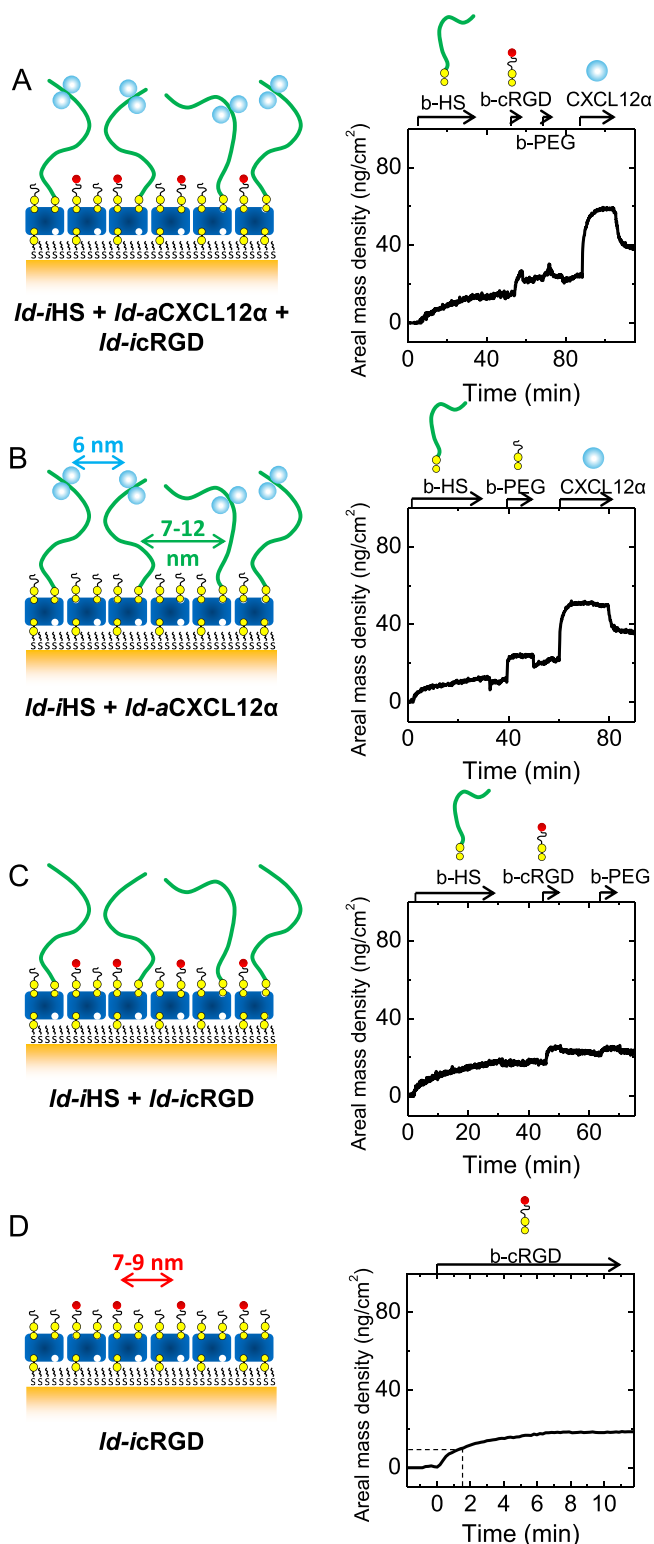 A
b-HS
b-cRGD
CXCL12α
b-PEG
Areal mass density (ng/cm²)
80
40
0
0 40 80
Time (min)
SSSSSSSSSSSSSSSSSSSSSSSS
ld-iHS + ld-aCXCL12α +
ld-icRGD
B
6 nm
7-12
nm
b-HS
b-PEG
CXCL12α
Areal mass density (ng/cm²)
80
40
0
0 40 80
Time (min)
SSSSSSSSSSSSSSSSSSSSSSSS
ld-iHS + ld-aCXCL12α
C
b-HS
b-cRGD
b-PEG
Areal mass density (ng/cm²)
80
40
0
0 20 40 60
Time (min)
SSSSSSSSSSSSSSSSSSSSSSSS
ld-iHS + ld-icRGD
D
7-9 nm
b-cRGD
Areal mass density (ng/cm²)
80
40
0
0 2 4 6 8 10
Time (min)
SSSSSSSSSSSSSSSSSSSSSSSS
ld-icRGD